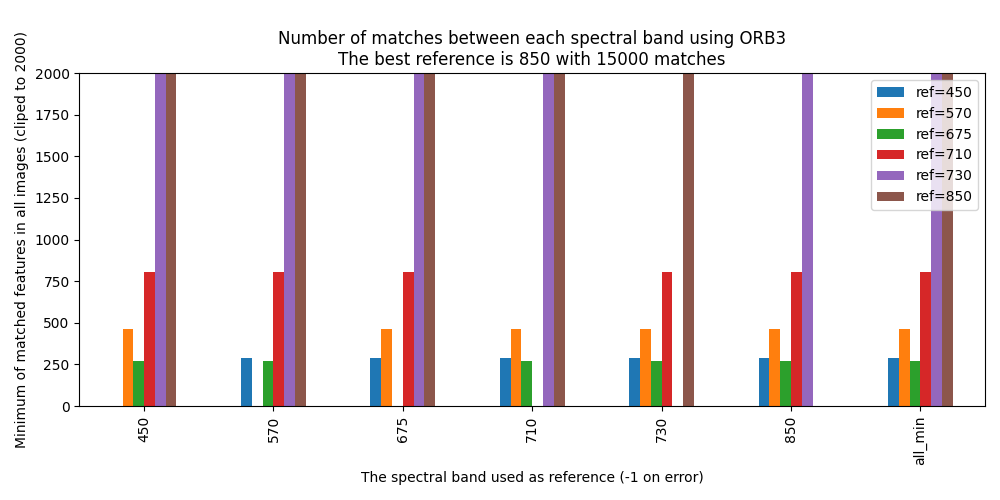 Number of matches between each spectral band using ORB3
The best reference is 850 with 15000 matches
Minimum of matched features in all images (cliped to 2000)
2000
1750
1500
1250
1000
750
500
250
0
ref=450
ref=570
ref=675
ref=710
ref=730
ref=850
450
570
675
710
730
850
all_min
The spectral band used as reference (-1 on error)